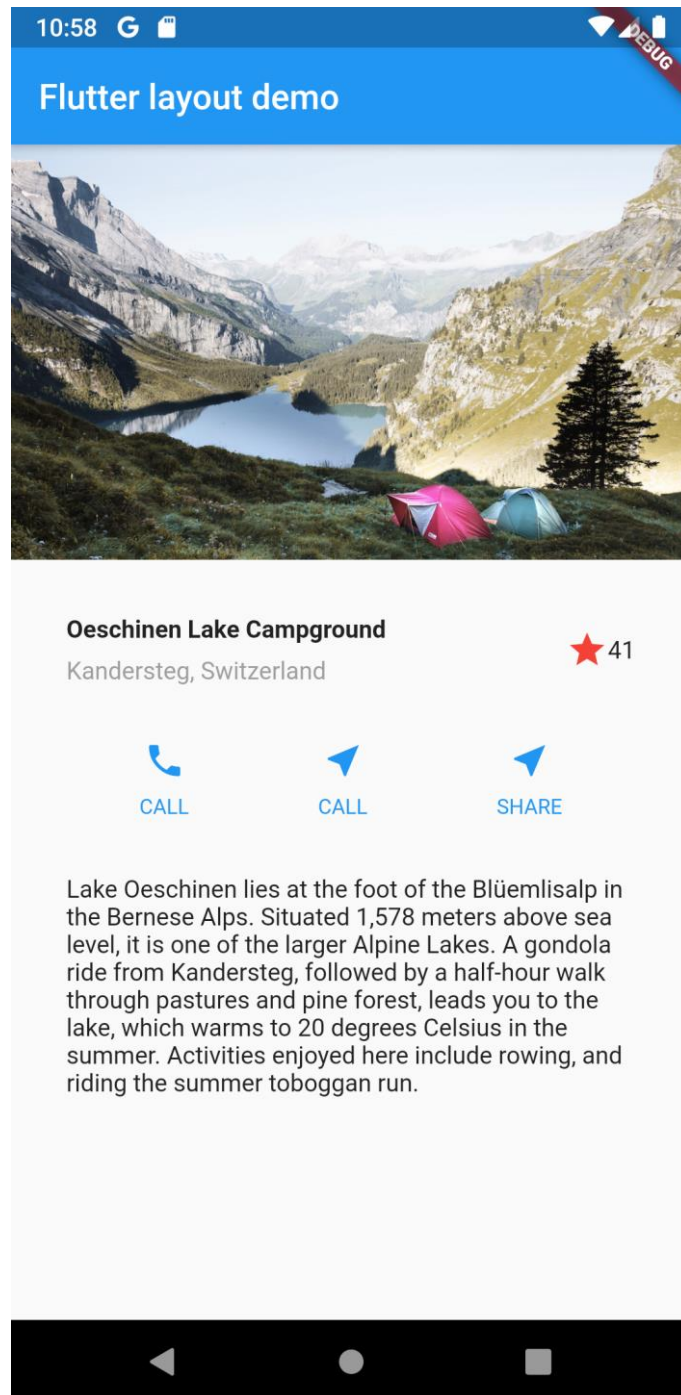 10:58 G
DEBUG
Flutter layout demo
Oeschinen Lake Campground
Kandersteg, Switzerland
41
CALL CALL SHARE
Lake Oeschinen lies at the foot of the Blüemlisalp in
the Bernese Alps. Situated 1,578 meters above sea
level, it is one of the larger Alpine Lakes. A gondola
ride from Kandersteg, followed by a half-hour walk
through pastures and pine forest, leads you to the
lake, which warms to 20 degrees Celsius in the
summer. Activities enjoyed here include rowing, and
riding the summer toboggan run.